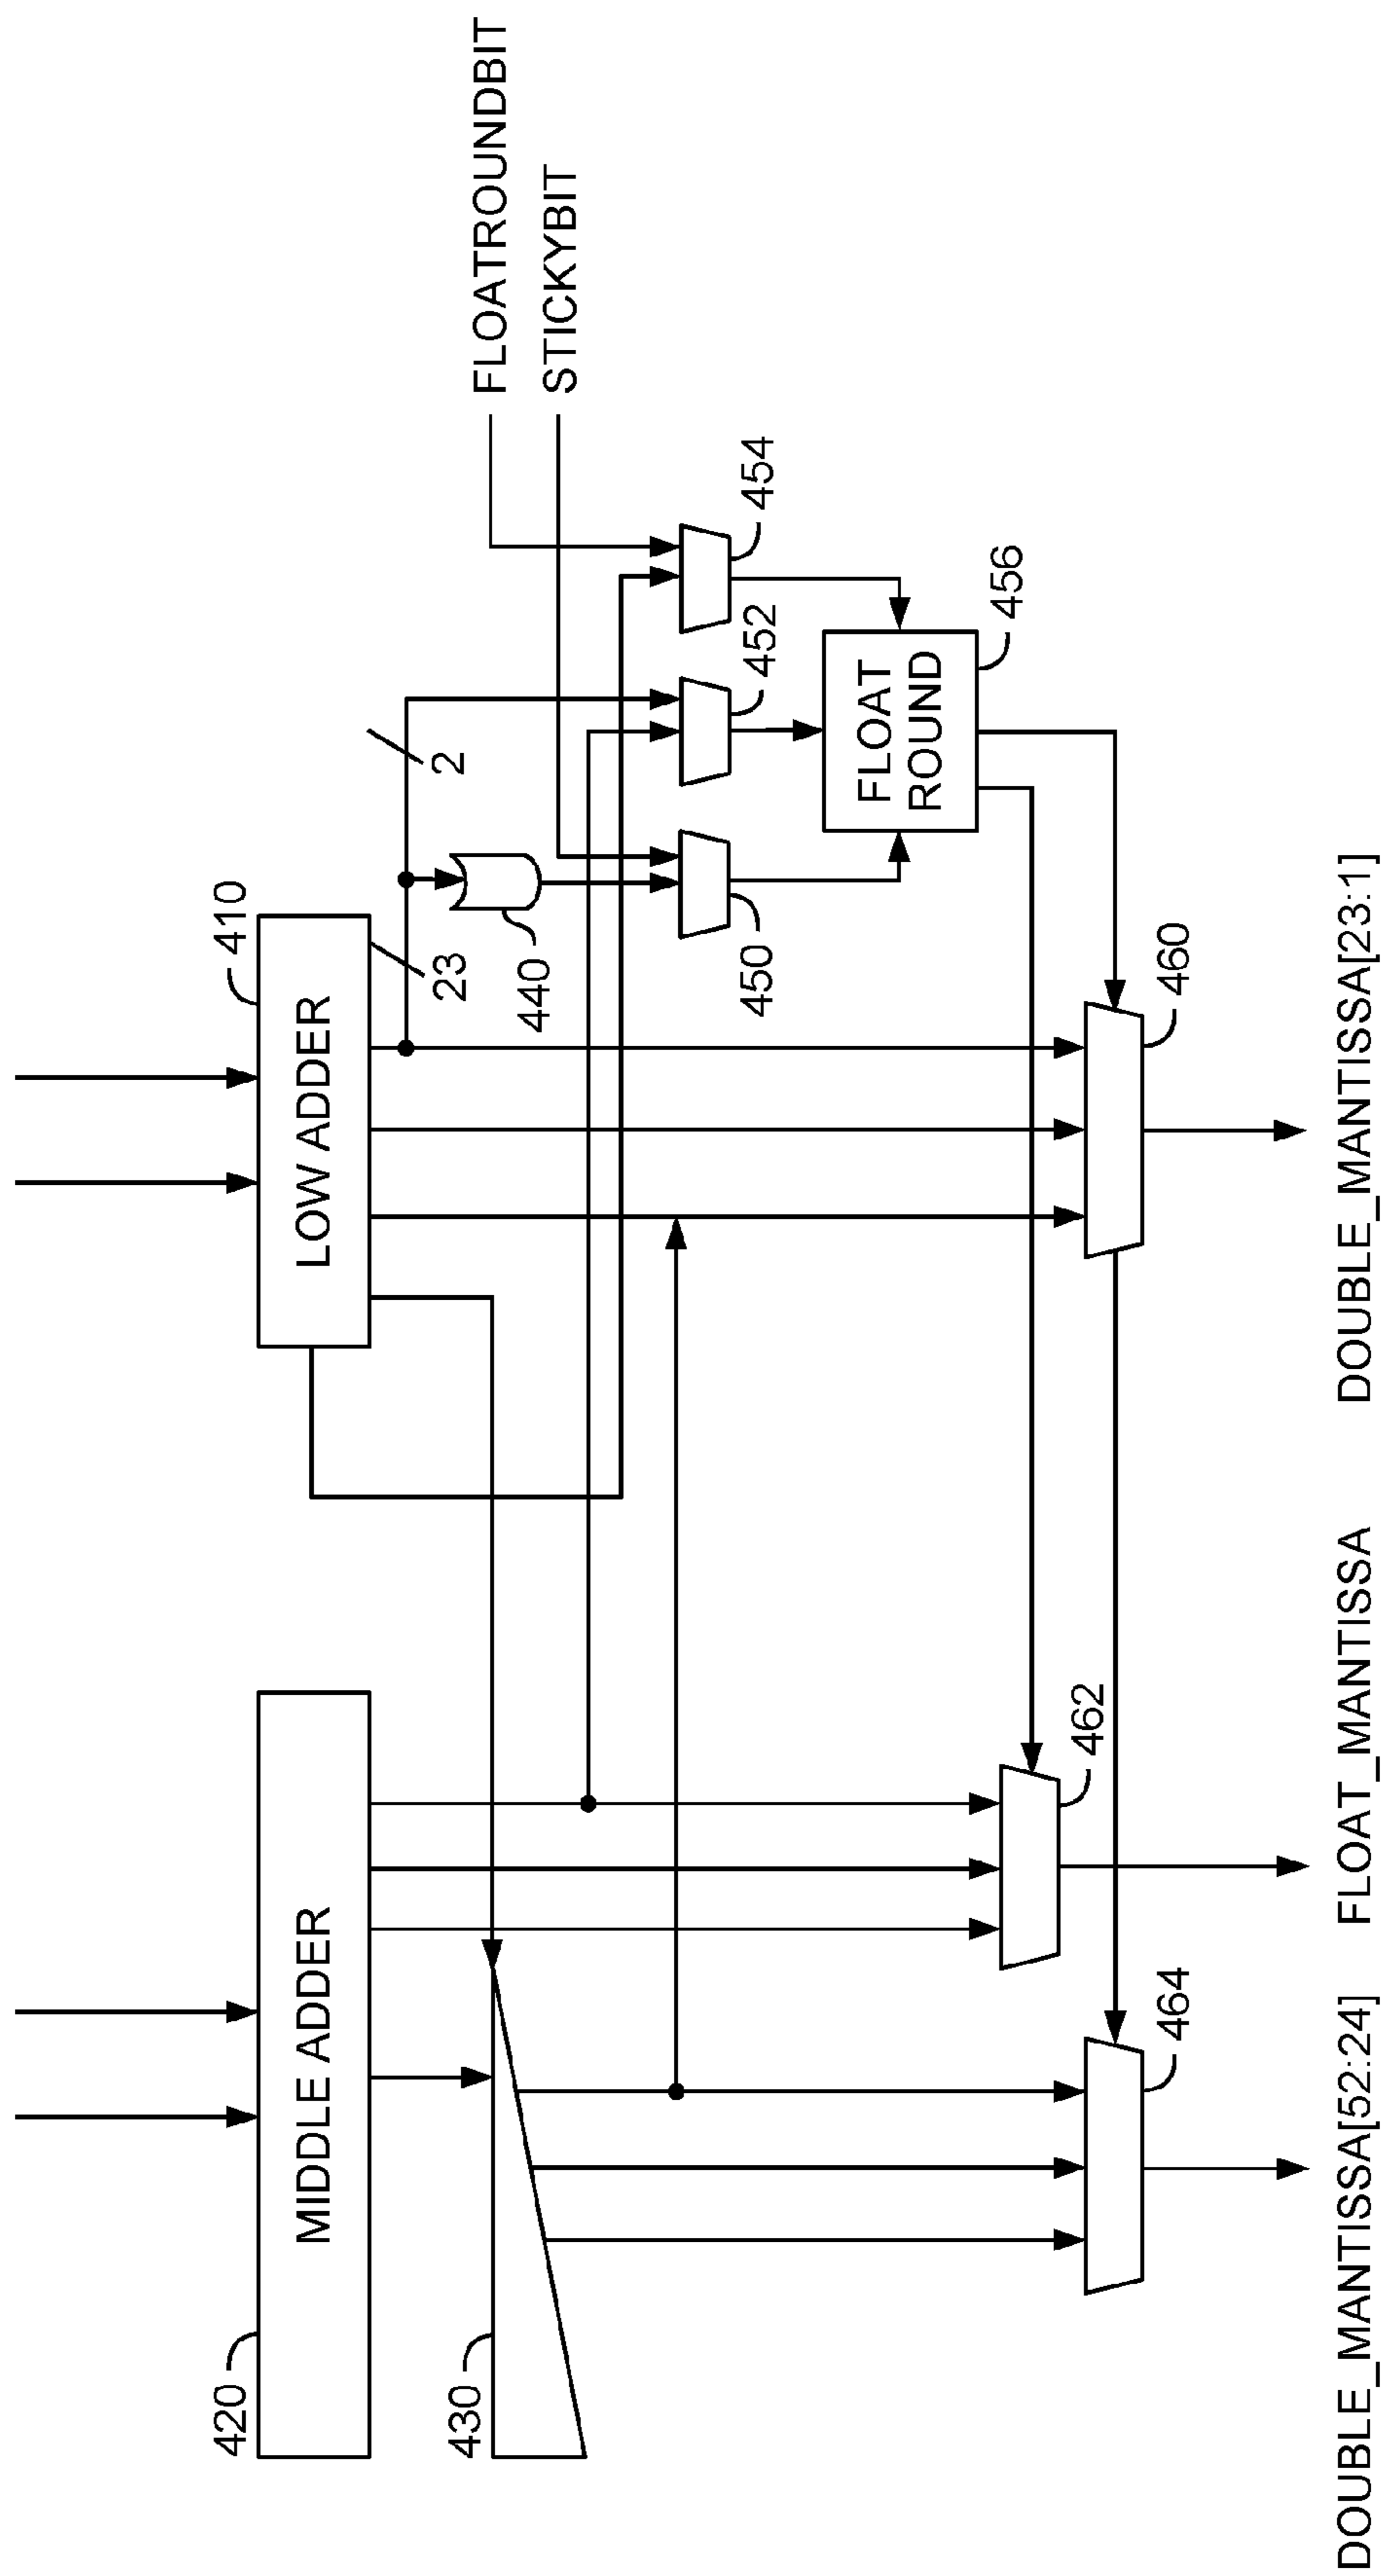 FLOATROUNDBIT
STICKYBIT
410
LOW ADDER
23
2
440
450
452
454
FLOAT
ROUND
456
460
420
MIDDLE ADDER
430
462
464
DOUBLE_MANTISSA[52:24]
FLOAT_MANTISSA
DOUBLE_MANTISSA[23:1]